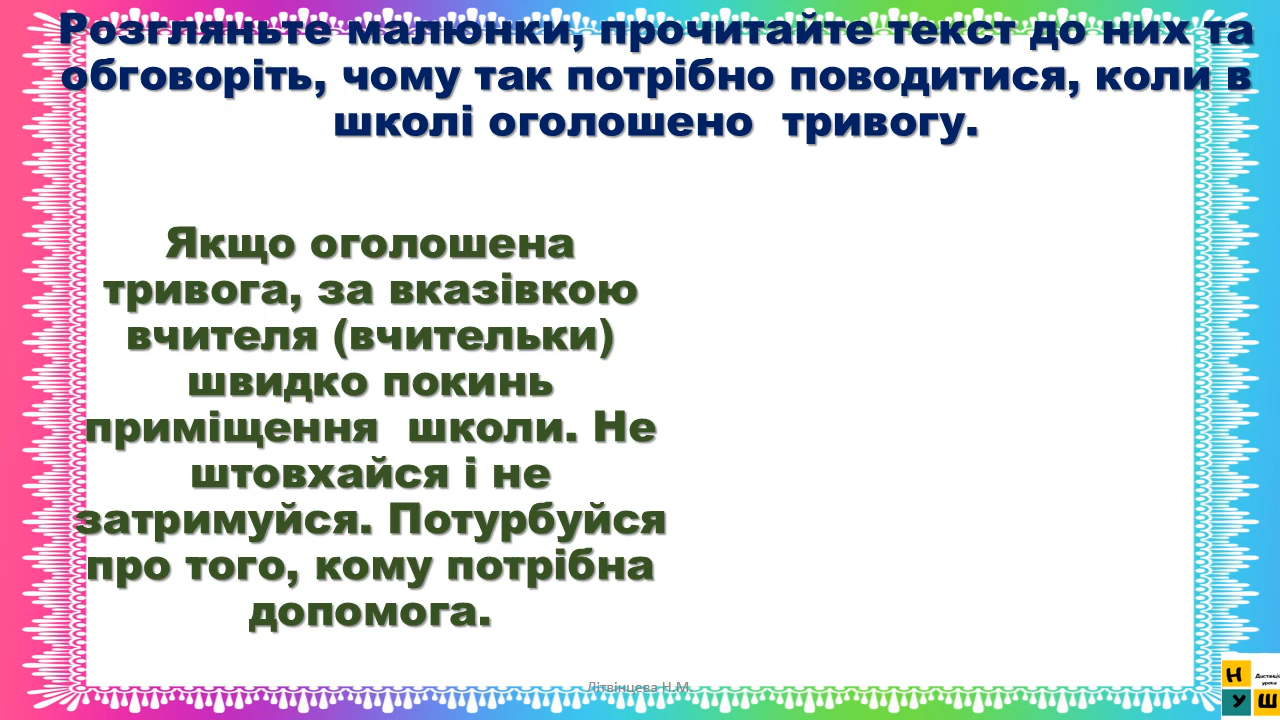 Розгляньте малюнки, прочитайте текст до них та
обговоріть, чому так потрібно поводитися, коли в
школі оголошено тривогу.
Якщо оголошена
тривога, за вказівкою
вчителя (вчительки)
швидко покинь
приміщення школи. Не
штовхайся і не
затримуйся. Потурбуйся
про того, кому потрібна
допомога.
Літвінцева Н.М.
Н
У Ш
уроки